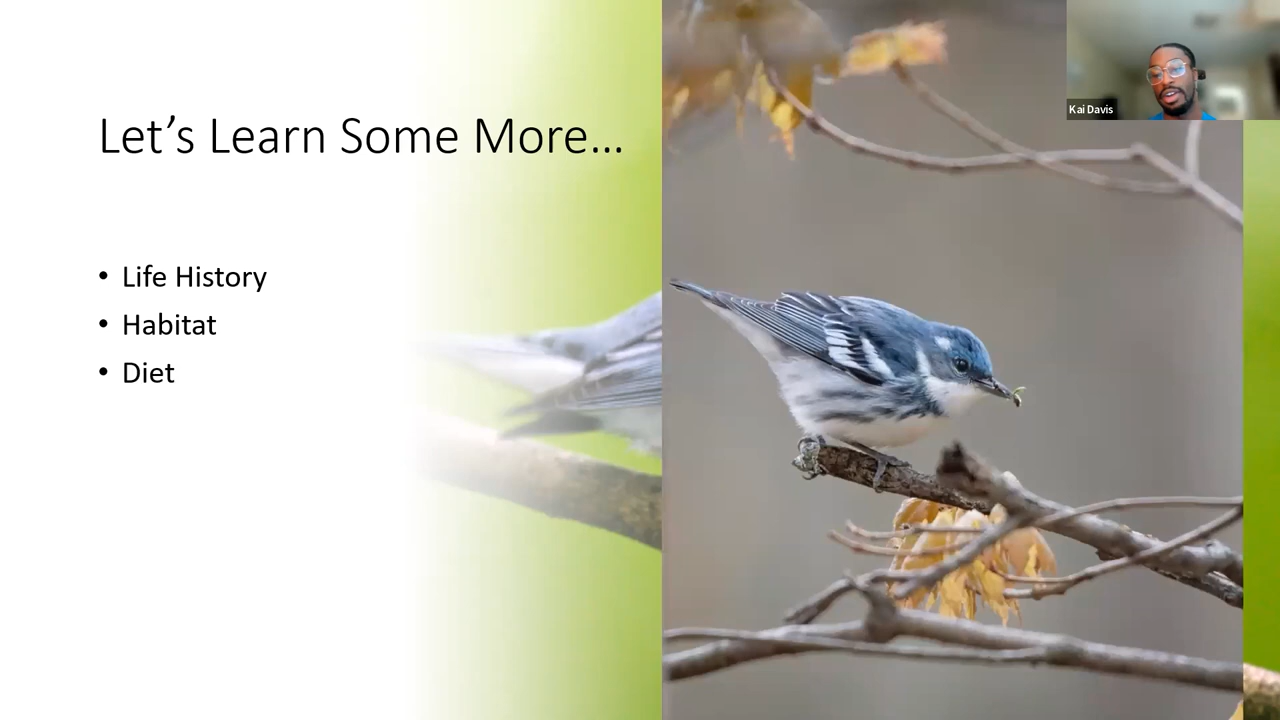 Let’s Learn Some More…
• Life History
• Habitat
• Diet
Kai Davis